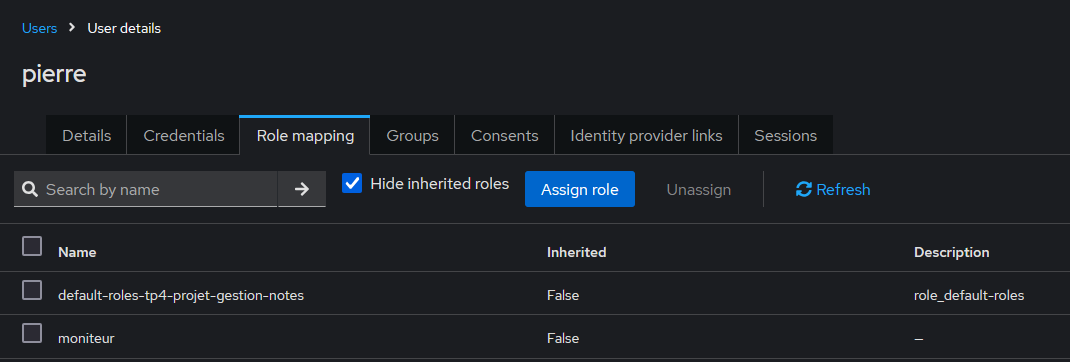 Users > User details
pierre
Details Credentials Role mapping Groups Consents Identity provider links Sessions
Search by name Hide inherited roles Assign role Unassign Refresh
Name Inherited Description
default-roles-tp4-projet-gestion-notes False role_default-roles
moniteur False –